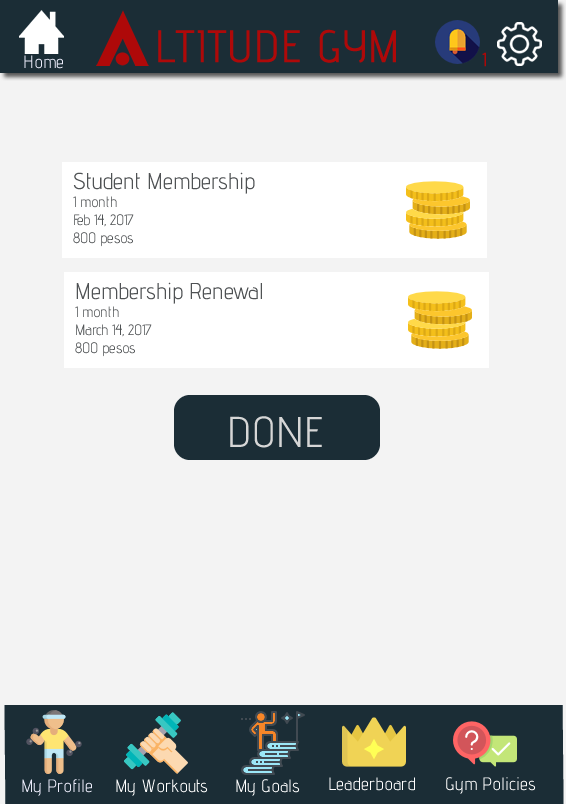 Home
ALTITUDE GYM
1
Student Membership
1 month
Feb 14, 2017
800 pesos
Membership Renewal
1 month
March 14, 2017
800 pesos
DONE
?
My Profile My Workouts My Goals Leaderboard Gym Policies